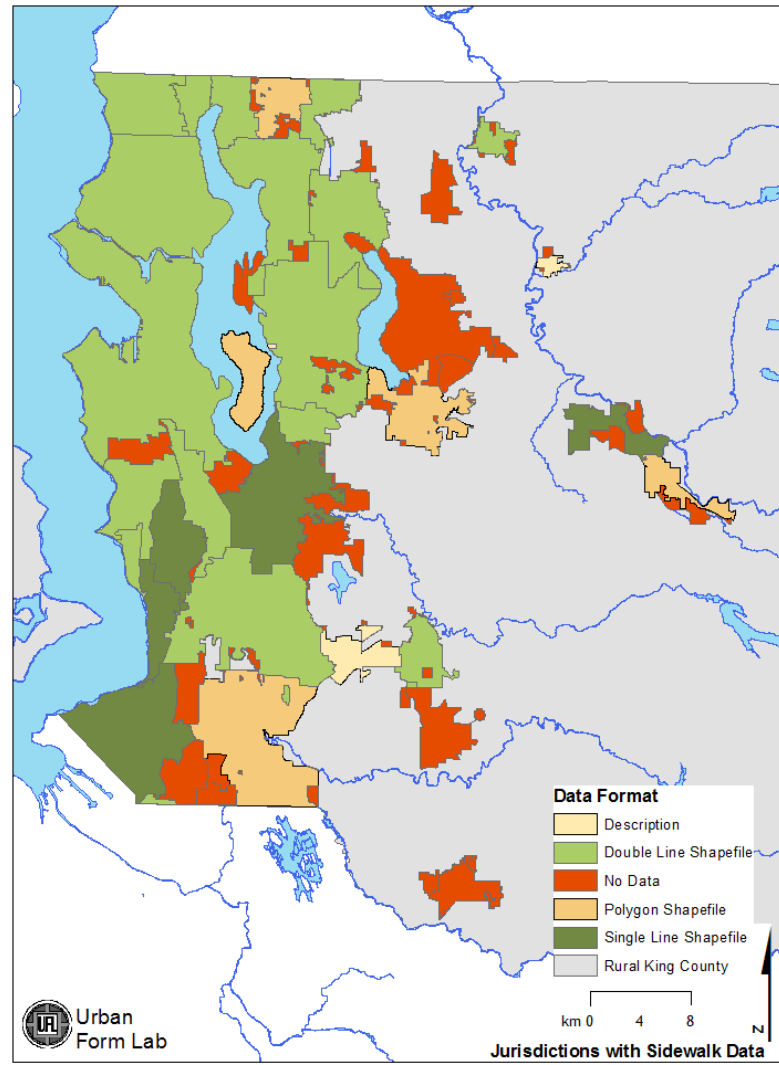 Data Format
Description
Double Line Shapefile
No Data
Polygon Shapefile
Single Line Shapefile
Rural King County
km 0 4 8
N
Jurisdictions with Sidewalk Data
UFL
Urban
Form Lab